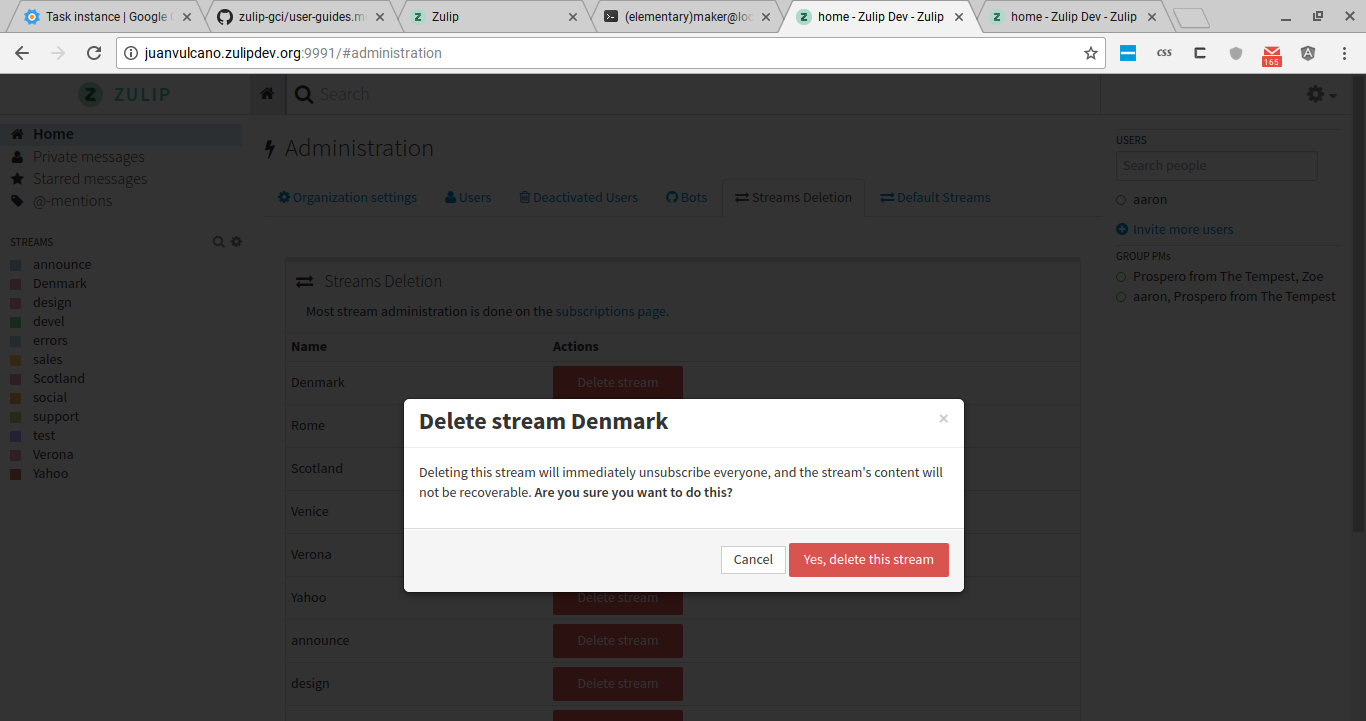 Task instance | Google
zulip-gci/user-guides.m
Zulip
(elementary)maker@loc
home - Zulip Dev - Zulip
home - Zulip Dev - Zulip
juanvulcano.zulipdev.org:9991/#administration
css
165
ZULIP
Search
Home
Private messages
Starred messages
@-mentions
STREAMS
announce
Denmark
design
devel
errors
sales
Scotland
social
support
test
Verona
Yahoo
Administration
Organization settings
Users
Deactivated Users
Bots
Streams Deletion
Default Streams
Streams Deletion
Most stream administration is done on the subscriptions page.
Name Actions
Denmark Delete stream
Rome
Scotland
Venice
Verona
Yahoo Delete stream
announce Delete stream
design Delete stream
Delete stream Denmark
×
Deleting this stream will immediately unsubscribe everyone, and the stream's content will
not be recoverable. Are you sure you want to do this?
Cancel
Yes, delete this stream
USERS
Search people
aaron
Invite more users
GROUP PMs
Prospero from The Tempest, Zoe
aaron, Prospero from The Tempest